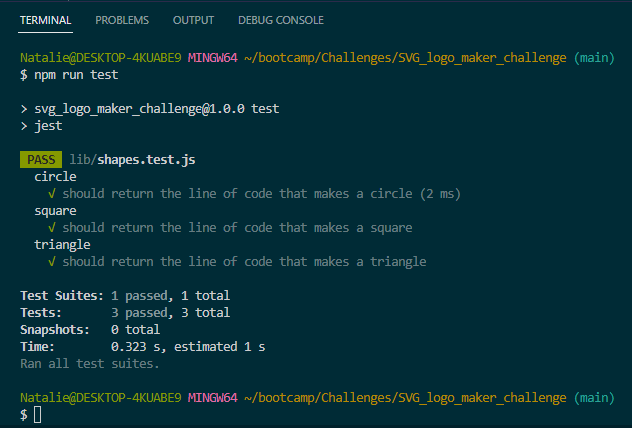 TERMINAL PROBLEMS OUTPUT DEBUG CONSOLE
Natalie@DESKTOP-4KUABE9 MINGW64 ~/bootcamp/Challenges/SVG_logo_maker_challenge (main)
$ npm run test
> svg_logo_maker_challenge@1.0.0 test
> jest
PASS lib/shapes.test.js
circle
√ should return the line of code that makes a circle (2 ms)
square
√ should return the line of code that makes a square
triangle
√ should return the line of code that makes a triangle
Test Suites: 1 passed, 1 total
Tests: 3 passed, 3 total
Snapshots: 0 total
Time: 0.323 s, estimated 1 s
Ran all test suites.
Natalie@DESKTOP-4KUABE9 MINGW64 ~/bootcamp/Challenges/SVG_logo_maker_challenge (main)
$